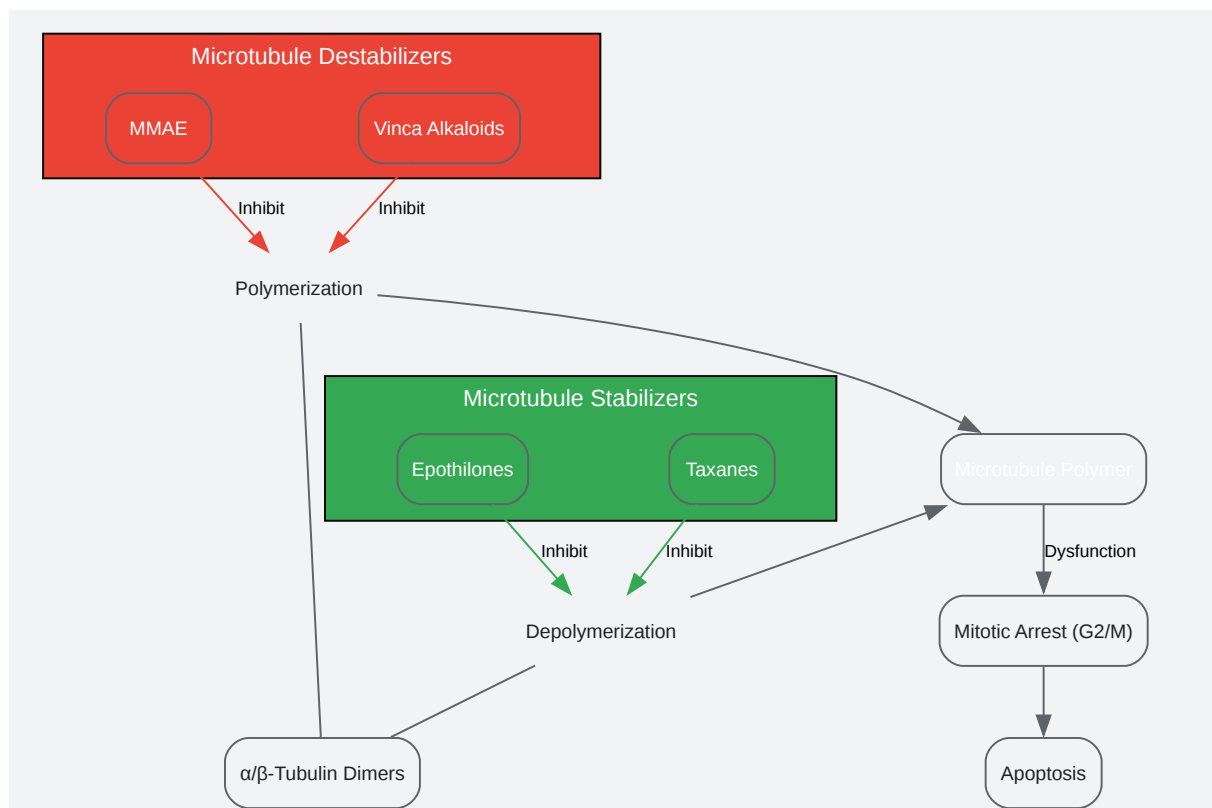 Microtubule Destabilizers
MMAE
Vinca Alkaloids
Inhibit
Inhibit
Polymerization
Microtubule Stabilizers
Epothilones
Taxanes
Microtubule Polymer
Inhibit
Inhibit
Dysfunction
Depolymerization
Mitotic Arrest (G2/M)
α/β-Tubulin Dimers
Apoptosis